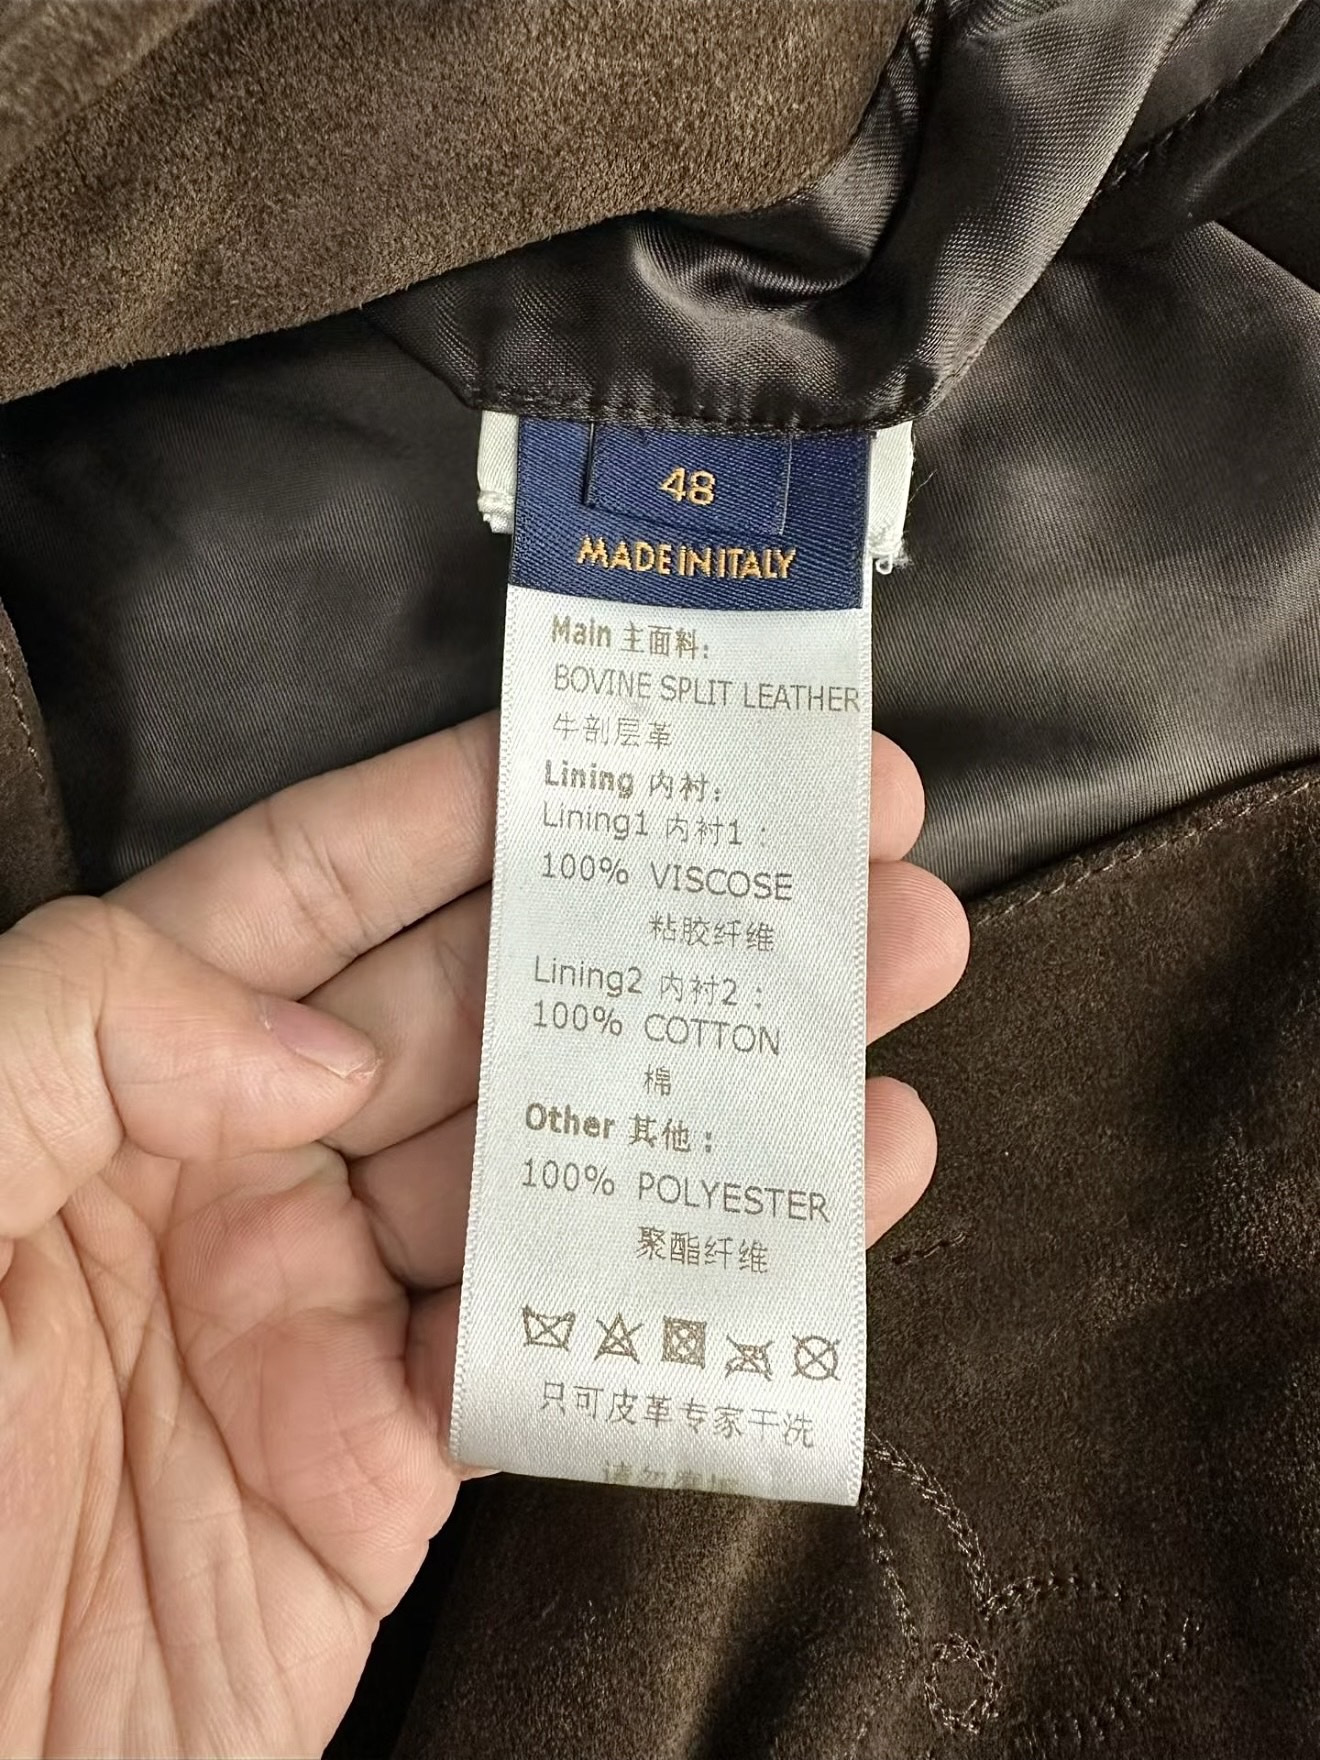 48
MADE IN ITALY
Main 主面料:
BOVINE SPLIT LEATHER
牛剖层革
Lining 内衬:
Lining1 内衬1 :
100% VISCOSE
粘胶纤维
Lining2 内衬2 :
100% COTTON
棉
Other 其他 :
100% POLYESTER
聚酯纤维
只可皮革专家干洗
请勿